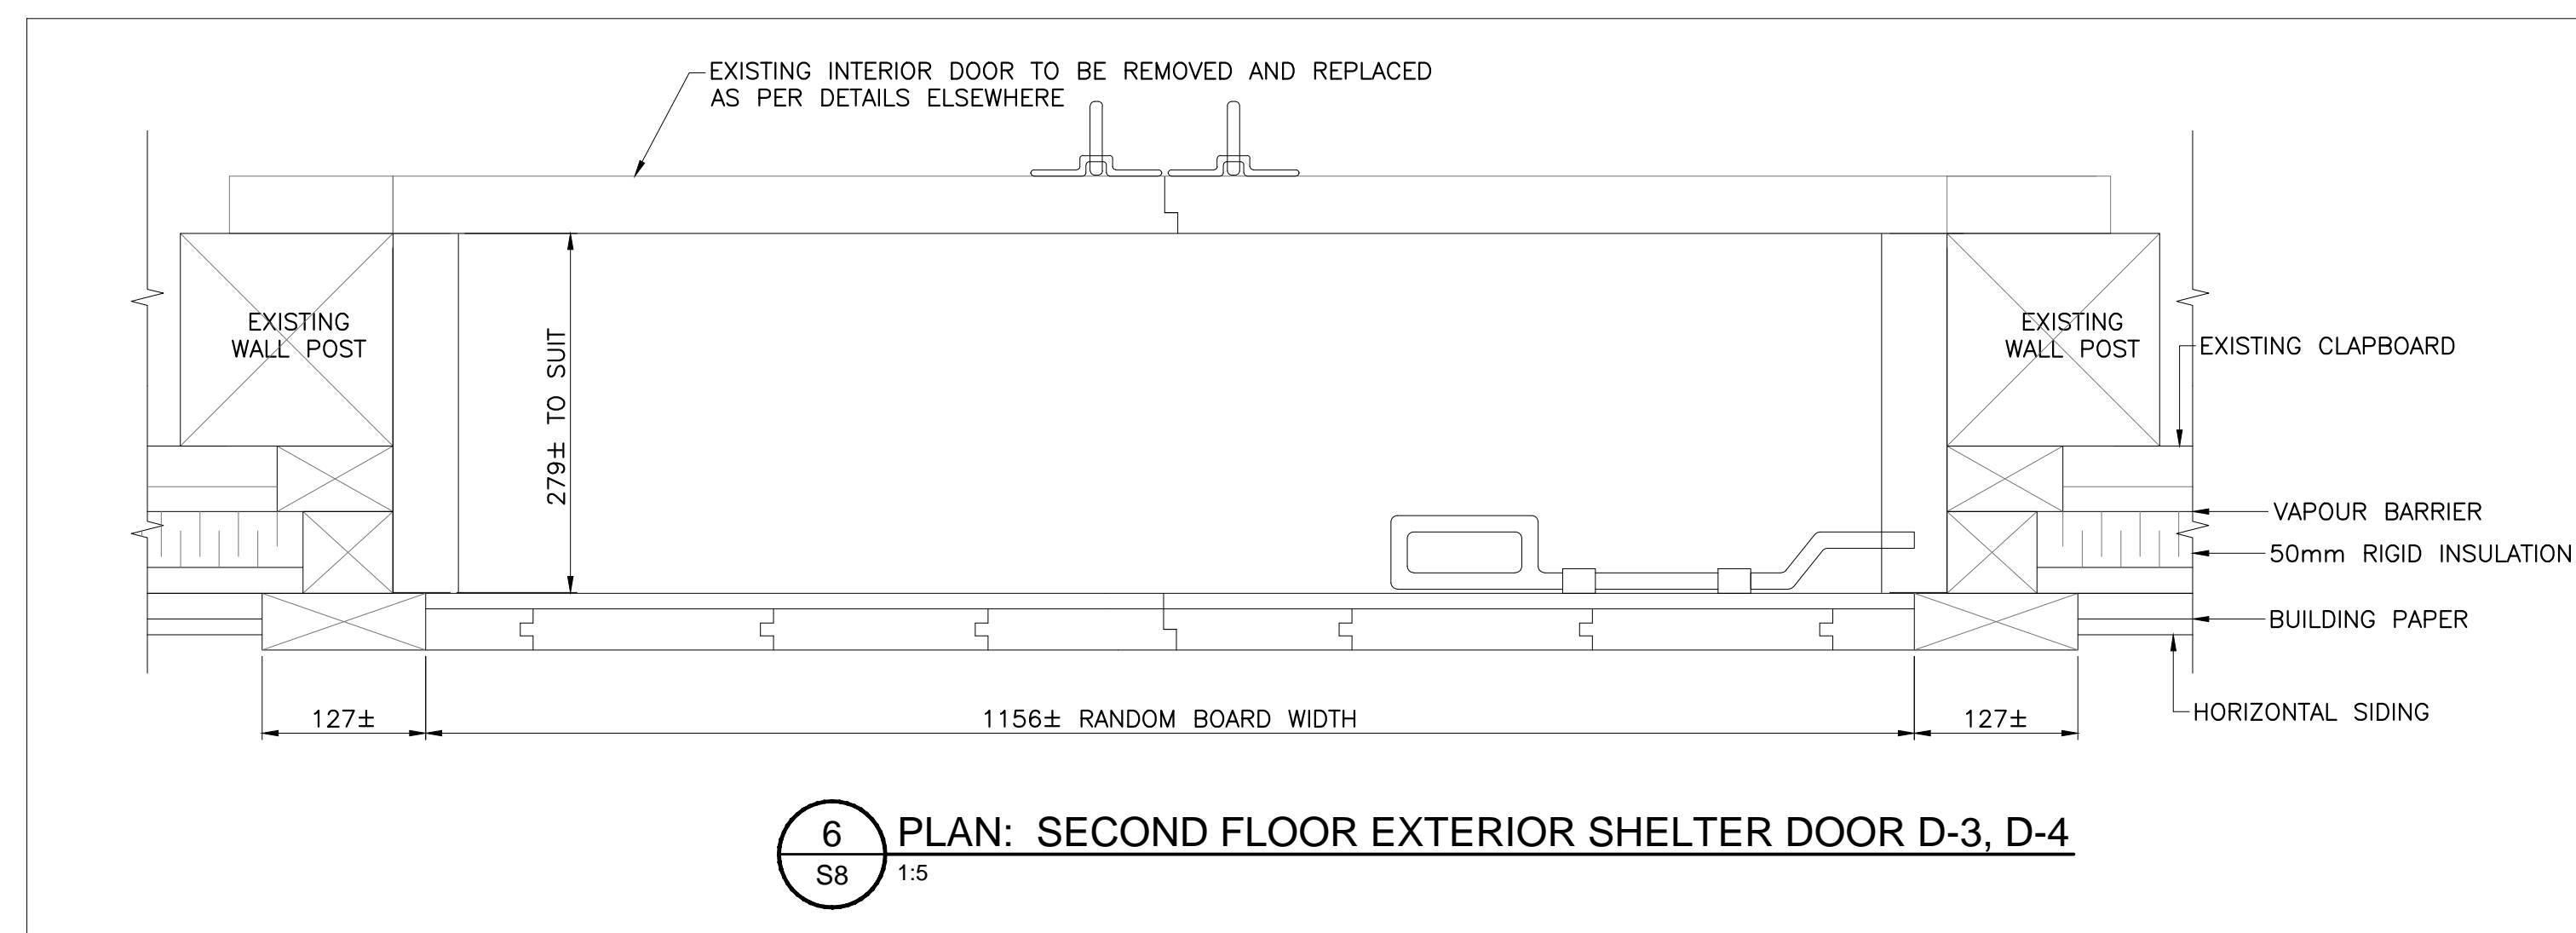 EXISTING INTERIOR DOOR TO BE REMOVED AND REPLACED
AS PER DETAILS ELSEWHERE
EXISTING
WALL POST
279± TO SUIT
EXISTING
WALL POST
EXISTING CLAPBOARD
VAPOUR BARRIER
50mm RIGID INSULATION
BUILDING PAPER
HORIZONTAL SIDING
127±
1156± RANDOM BOARD WIDTH
127±
6
S8
PLAN: SECOND FLOOR EXTERIOR SHELTER DOOR D-3, D-4
1:5